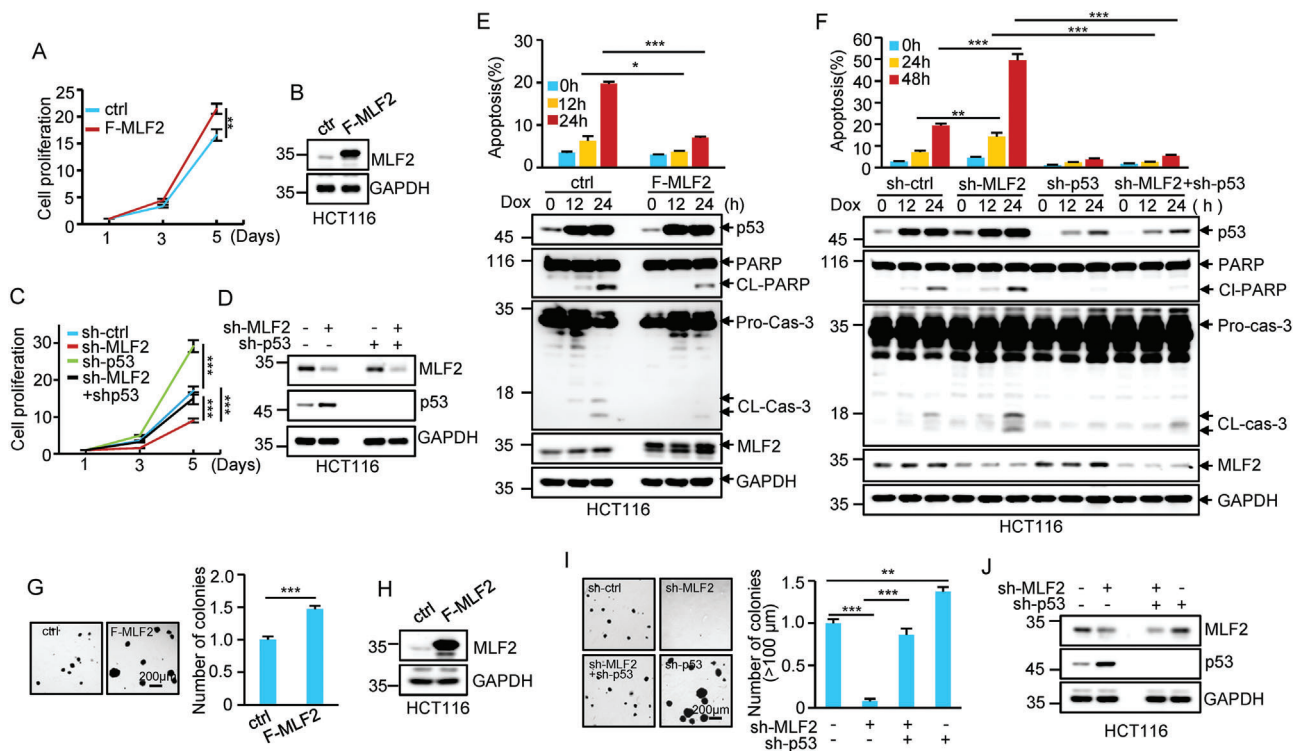 A
Cell proliferation
25
20
15
10
5
0
ctrl
F-MLF2
**
1 3 5 (Days)
B
ctr F-MLF2
35
MLF2
35
GAPDH
HCT116
C
Cell proliferation
30
20
10
0
sh-ctrl
sh-MLF2
sh-p53
sh-MLF2
+shp53
***
*** ***
1 3 5 (Days)
D
sh-MLF2 - + - +
sh-p53 - - + +
35
MLF2
45
p53
35
GAPDH
HCT116
E
Apoptosis(%)
30
20
10
0
0h
12h
24h
***
*
ctrl F-MLF2
Dox 0 12 24 0 12 24 (h)
45
p53
116
PARP
CL-PARP
35
Pro-Cas-3
18
CL-Cas-3
35
MLF2
35
GAPDH
HCT116
F
Apoptosis(%)
60
50
40
30
20
10
0
0h
24h
48h
***
*** ***
**
sh-ctrl sh-MLF2 sh-p53 sh-MLF2+sh-p53
Dox 0 12 24 0 12 24 0 12 24 0 12 24 ( h )
45
p53
116
PARP
Cl-PARP
35
Pro-cas-3
18
CL-cas-3
35
MLF2
35
GAPDH
HCT116
G
ctrl F-MLF2
200μm
Number of colonies
2.0
1.5
1.0
0.5
0
***
ctrl F-MLF2
H
ctrl F-MLF2
35
MLF2
35
GAPDH
HCT116
I
sh-ctrl sh-MLF2
sh-MLF2
+sh-p53
sh-p53
200μm
Number of colonies
(>100 μm)
1.5
1.0
0.5
0
**
*** ***
sh-MLF2 - + + -
sh-p53 - - + +
J
sh-MLF2 - + + -
sh-p53 - - + +
35
MLF2
45
p53
35
GAPDH
HCT116